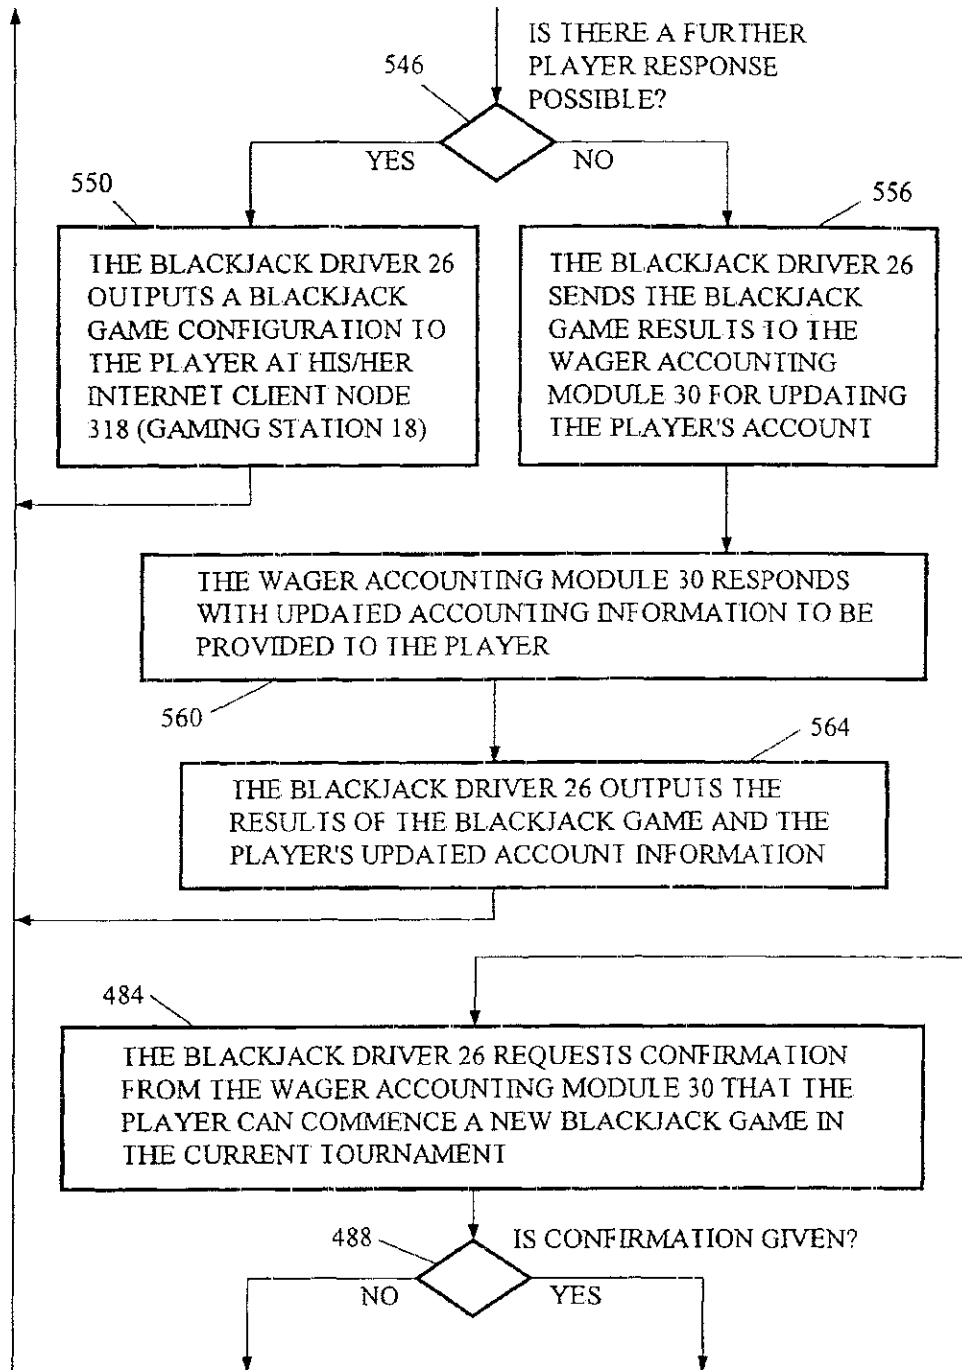 IS THERE A FURTHER
PLAYER RESPONSE
POSSIBLE?
546
YES
NO
550
556
THE BLACKJACK DRIVER 26
OUTPUTS A BLACKJACK
GAME CONFIGURATION TO
THE PLAYER AT HIS/HER
INTERNET CLIENT NODE
318 (GAMING STATION 18)
THE BLACKJACK DRIVER 26
SENDS THE BLACKJACK
GAME RESULTS TO THE
WAGER ACCOUNTING
MODULE 30 FOR UPDATING
THE PLAYER'S ACCOUNT
THE WAGER ACCOUNTING MODULE 30 RESPONDS
WITH UPDATED ACCOUNTING INFORMATION TO BE
PROVIDED TO THE PLAYER
560
564
THE BLACKJACK DRIVER 26 OUTPUTS THE
RESULTS OF THE BLACKJACK GAME AND THE
PLAYER'S UPDATED ACCOUNT INFORMATION
484
THE BLACKJACK DRIVER 26 REQUESTS CONFIRMATION
FROM THE WAGER ACCOUNTING MODULE 30 THAT THE
PLAYER CAN COMMENCE A NEW BLACKJACK GAME IN
THE CURRENT TOURNAMENT
488
IS CONFIRMATION GIVEN?
NO
YES